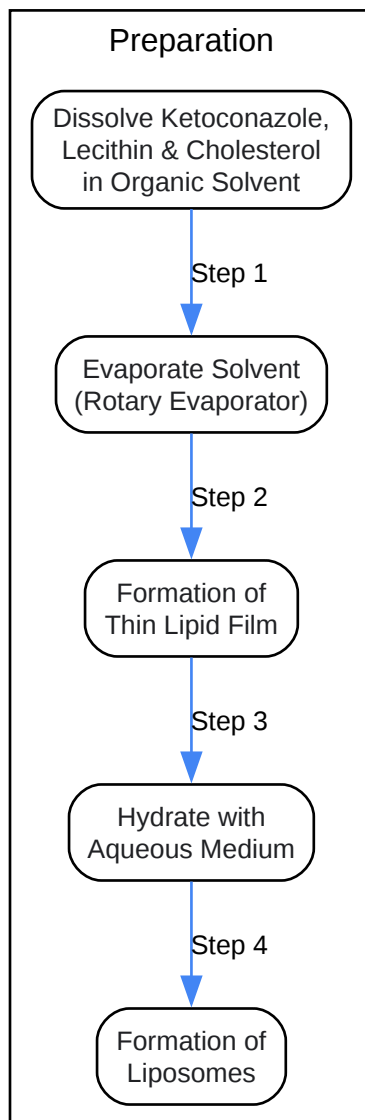 Preparation
Dissolve Ketoconazole,
Lecithin & Cholesterol
in Organic Solvent
Step 1
Evaporate Solvent
(Rotary Evaporator)
Step 2
Formation of
Thin Lipid Film
Step 3
Hydrate with
Aqueous Medium
Step 4
Formation of
Liposomes